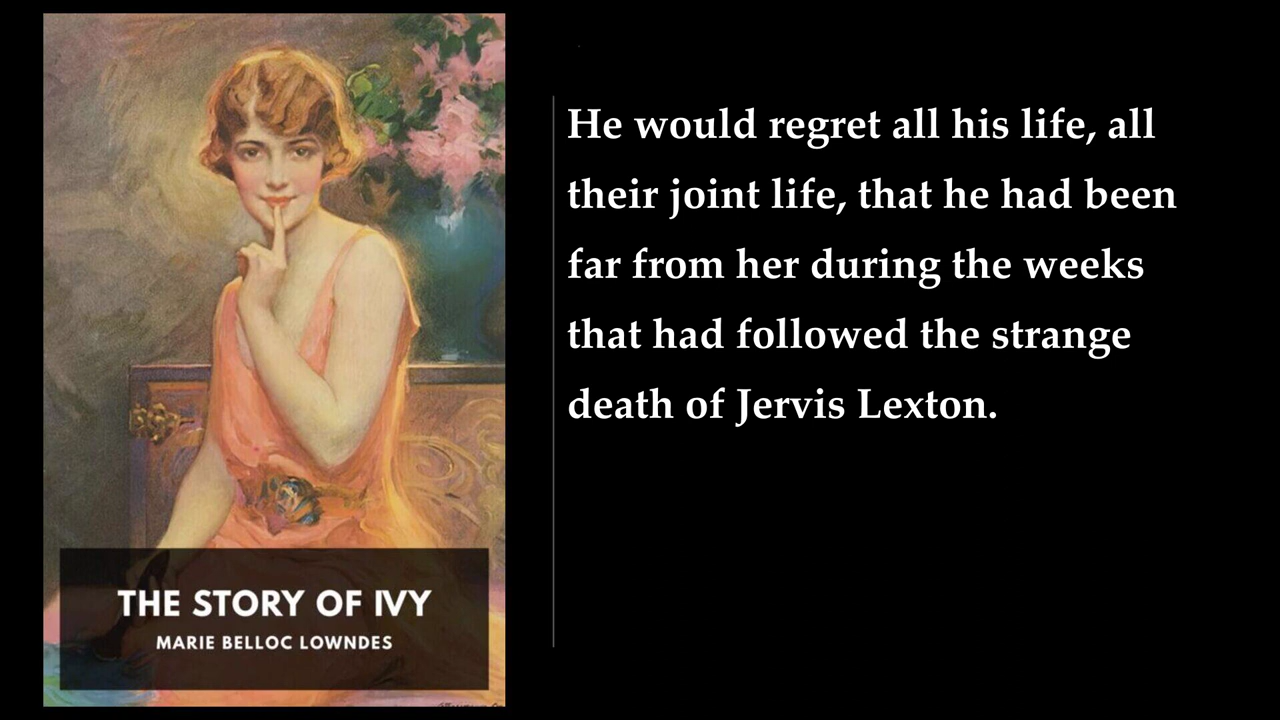 THE STORY OF IVY
MARIE BELLOC LOWNDES
He would regret all his life, all
their joint life, that he had been
far from her during the weeks
that had followed the strange
death of Jervis Lexton.